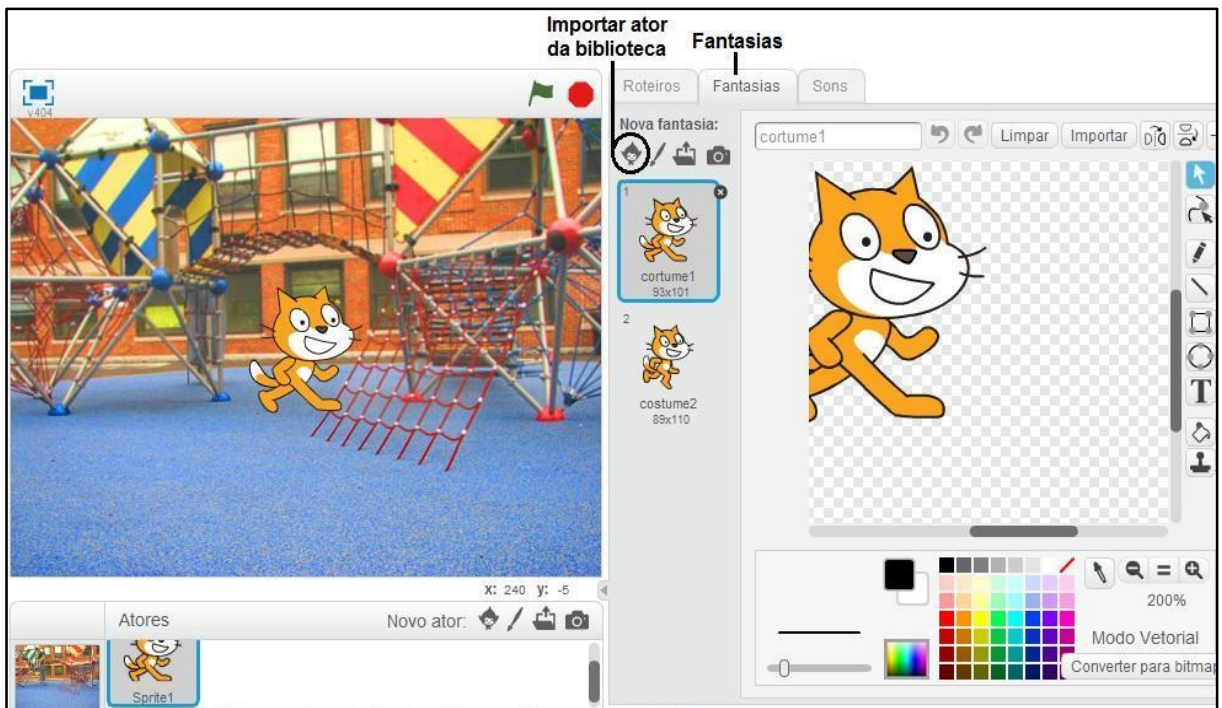 Importar ator
da biblioteca
Fantasias
v404
Roteiros
Fantasias
Sons
Nova fantasia:
cortume1
Limpar
Importar
1
cortume1
93x101
2
costume2
89x110
T
X: 240 y: -5
Atores
Novo ator:
Sprite1
200%
Modo Vetorial
Converter para bitmap